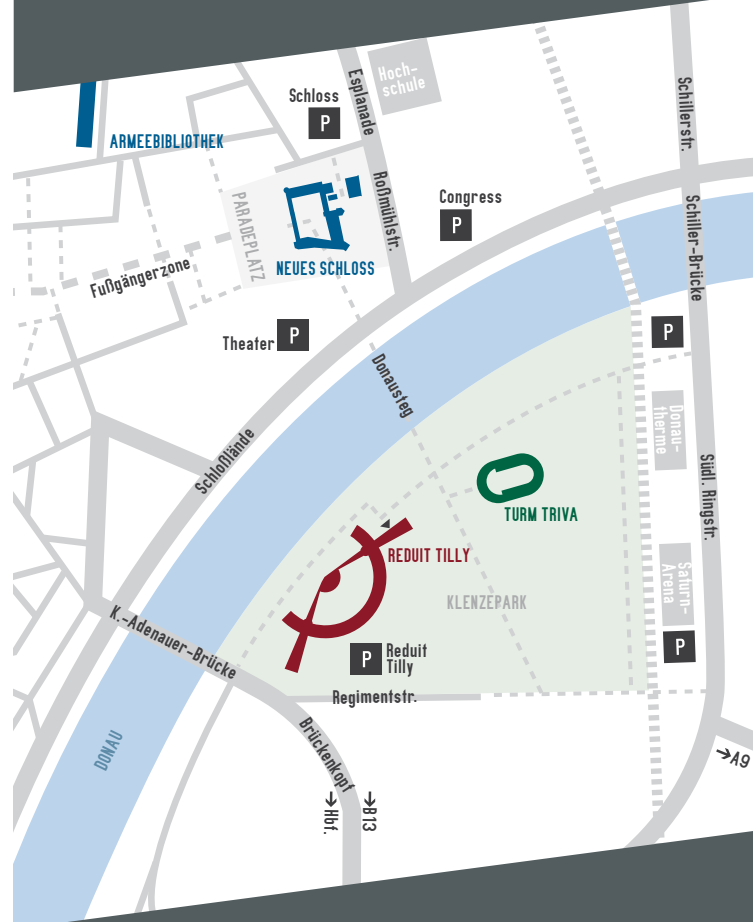 Hoch-
schule
Esplanade
Schillerstr.
Schloss
P
ARMEEBIBLIOTHEK
PARADEPLATZ
Roßmühlstr.
Congress
P
Schiller-Brücke
NEUES SCHLOSS
Fußgängerzone
Theater
P
P
Donausteg
Donau-
therme
Schloßlände
Südl. Ringstr.
TURM TRIVA
REDUIT TILLY
Saturn-
Arena
KLENZEPARK
K.-Adenauer-Brücke
P
Reduit
Tilly
P
Regimentstr.
DONAU
Brückenkopf
→A9
→Hbf.
→B13